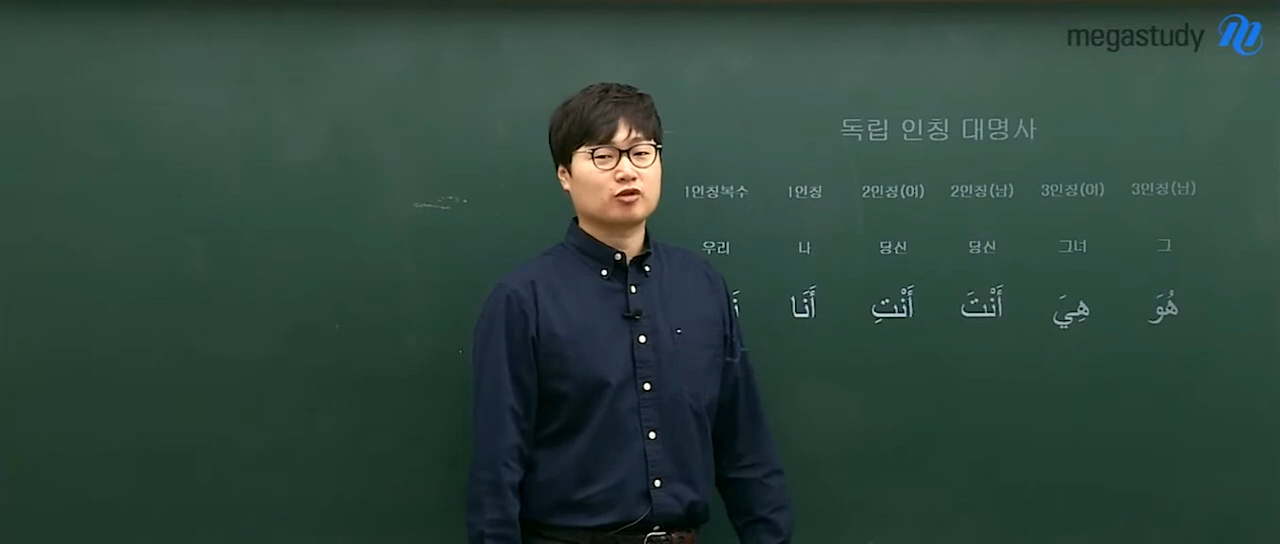 megastudy
독립 인칭 대명사
1인칭복수 1인칭 2인칭(여) 2인칭(남) 3인칭(여) 3인칭(남)
우리 나 당신 당신 그녀 그
أَنَا أَنْتِ أَنْتَ هِيَ هُوَ